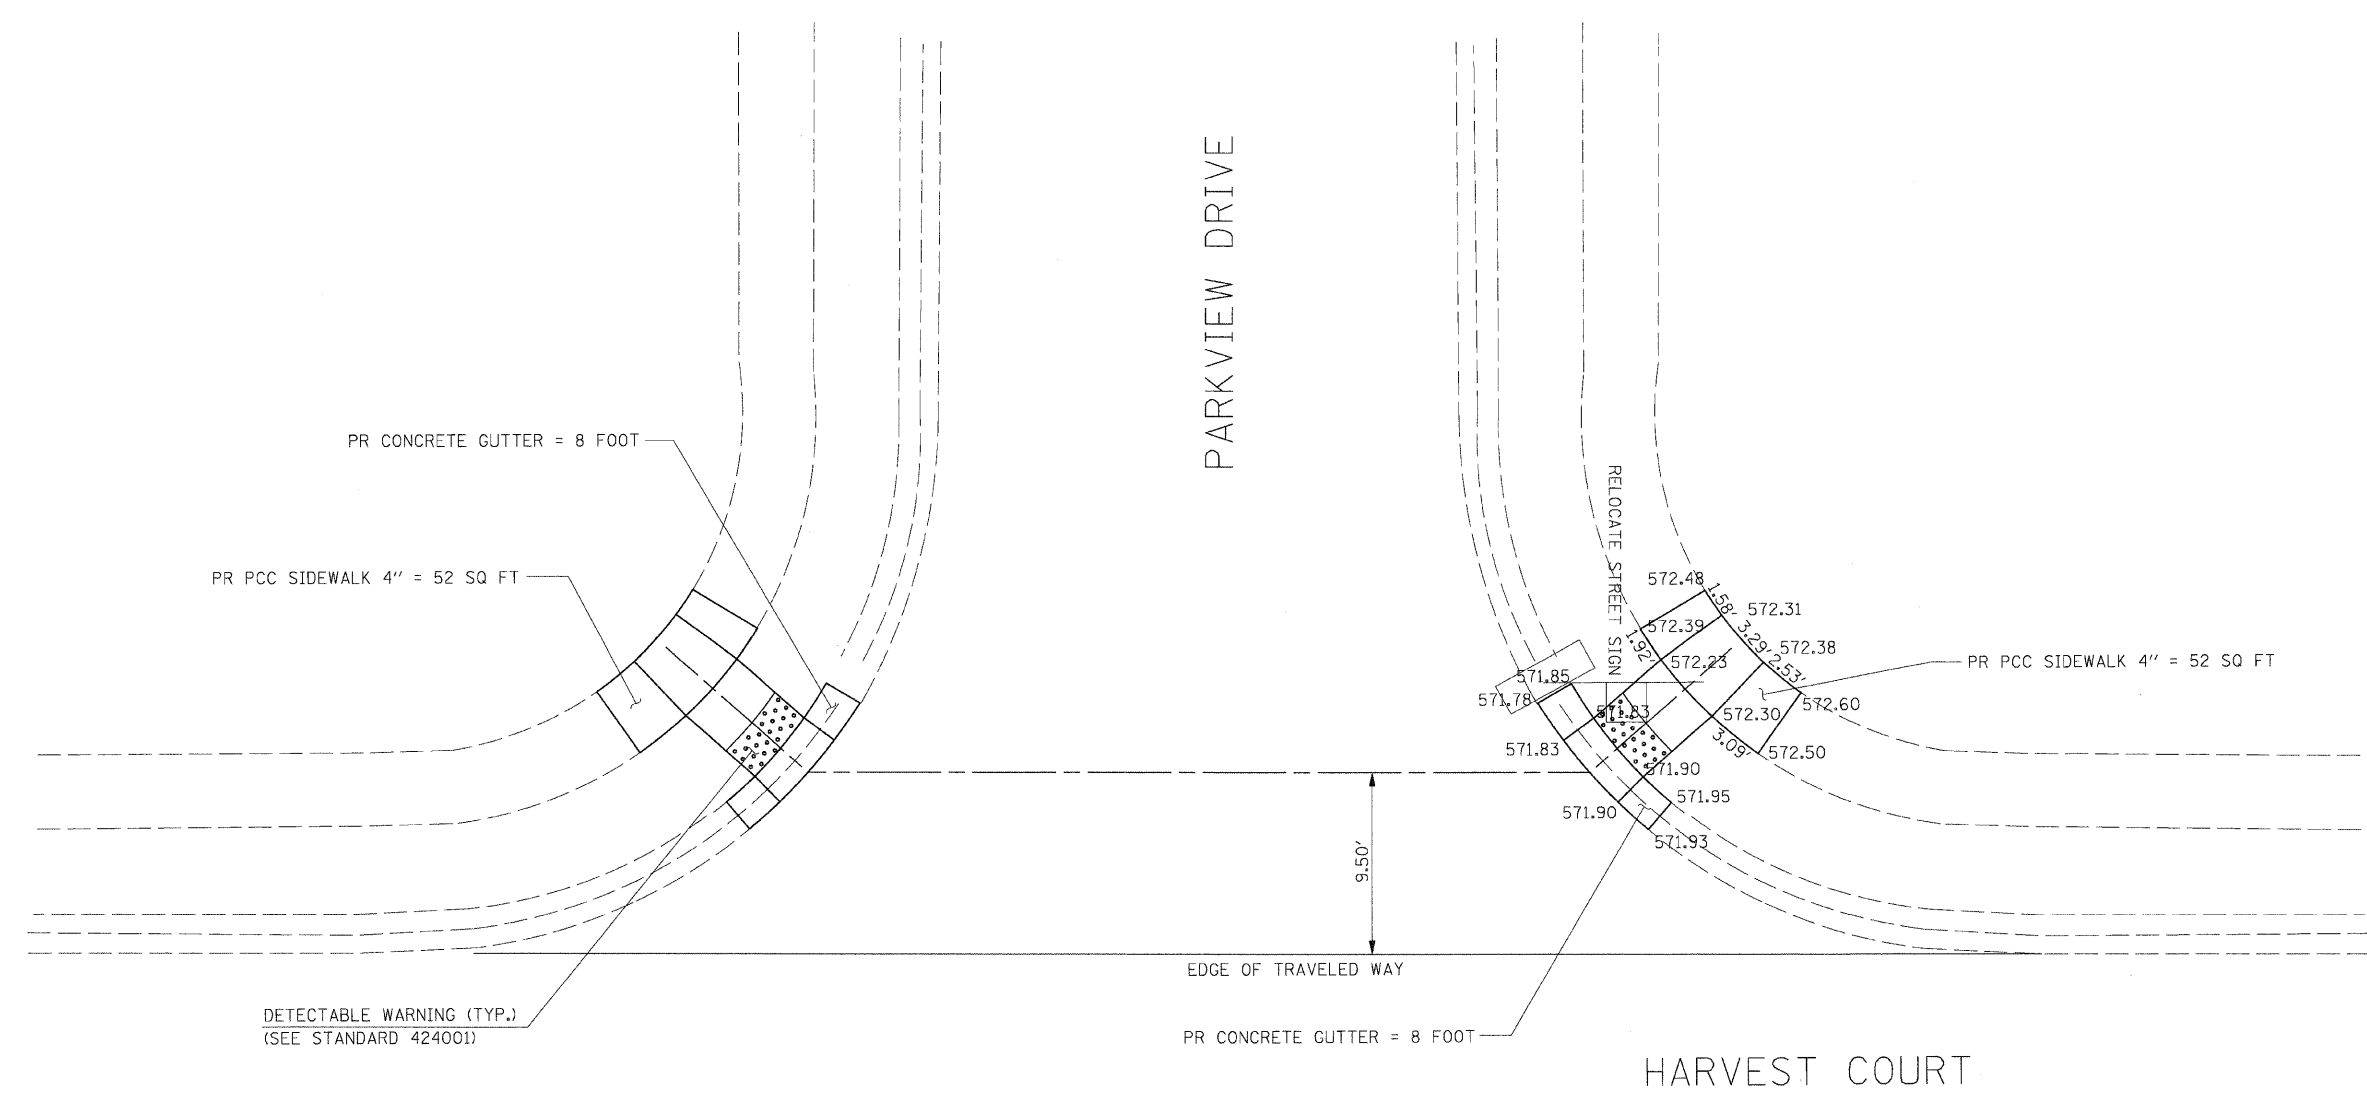 PARKVIEW DRIVE
PR CONCRETE GUTTER = 8 FOOT
PR PCC SIDEWALK 4" = 52 SQ FT
DETECTABLE WARNING (TYP.)
(SEE STANDARD 424001)
RELOCATE STREET SIGN
572.48
1.58'
572.31
572.39
3.29'
572.38
1.92'
572.23
2.53'
PR PCC SIDEWALK 4" = 52 SQ FT
571.85
571.78
572.60
571.83
572.30
3.09'
571.83
572.50
571.90
571.95
571.90
571.93
9.50'
EDGE OF TRAVELED WAY
PR CONCRETE GUTTER = 8 FOOT
HARVEST COURT